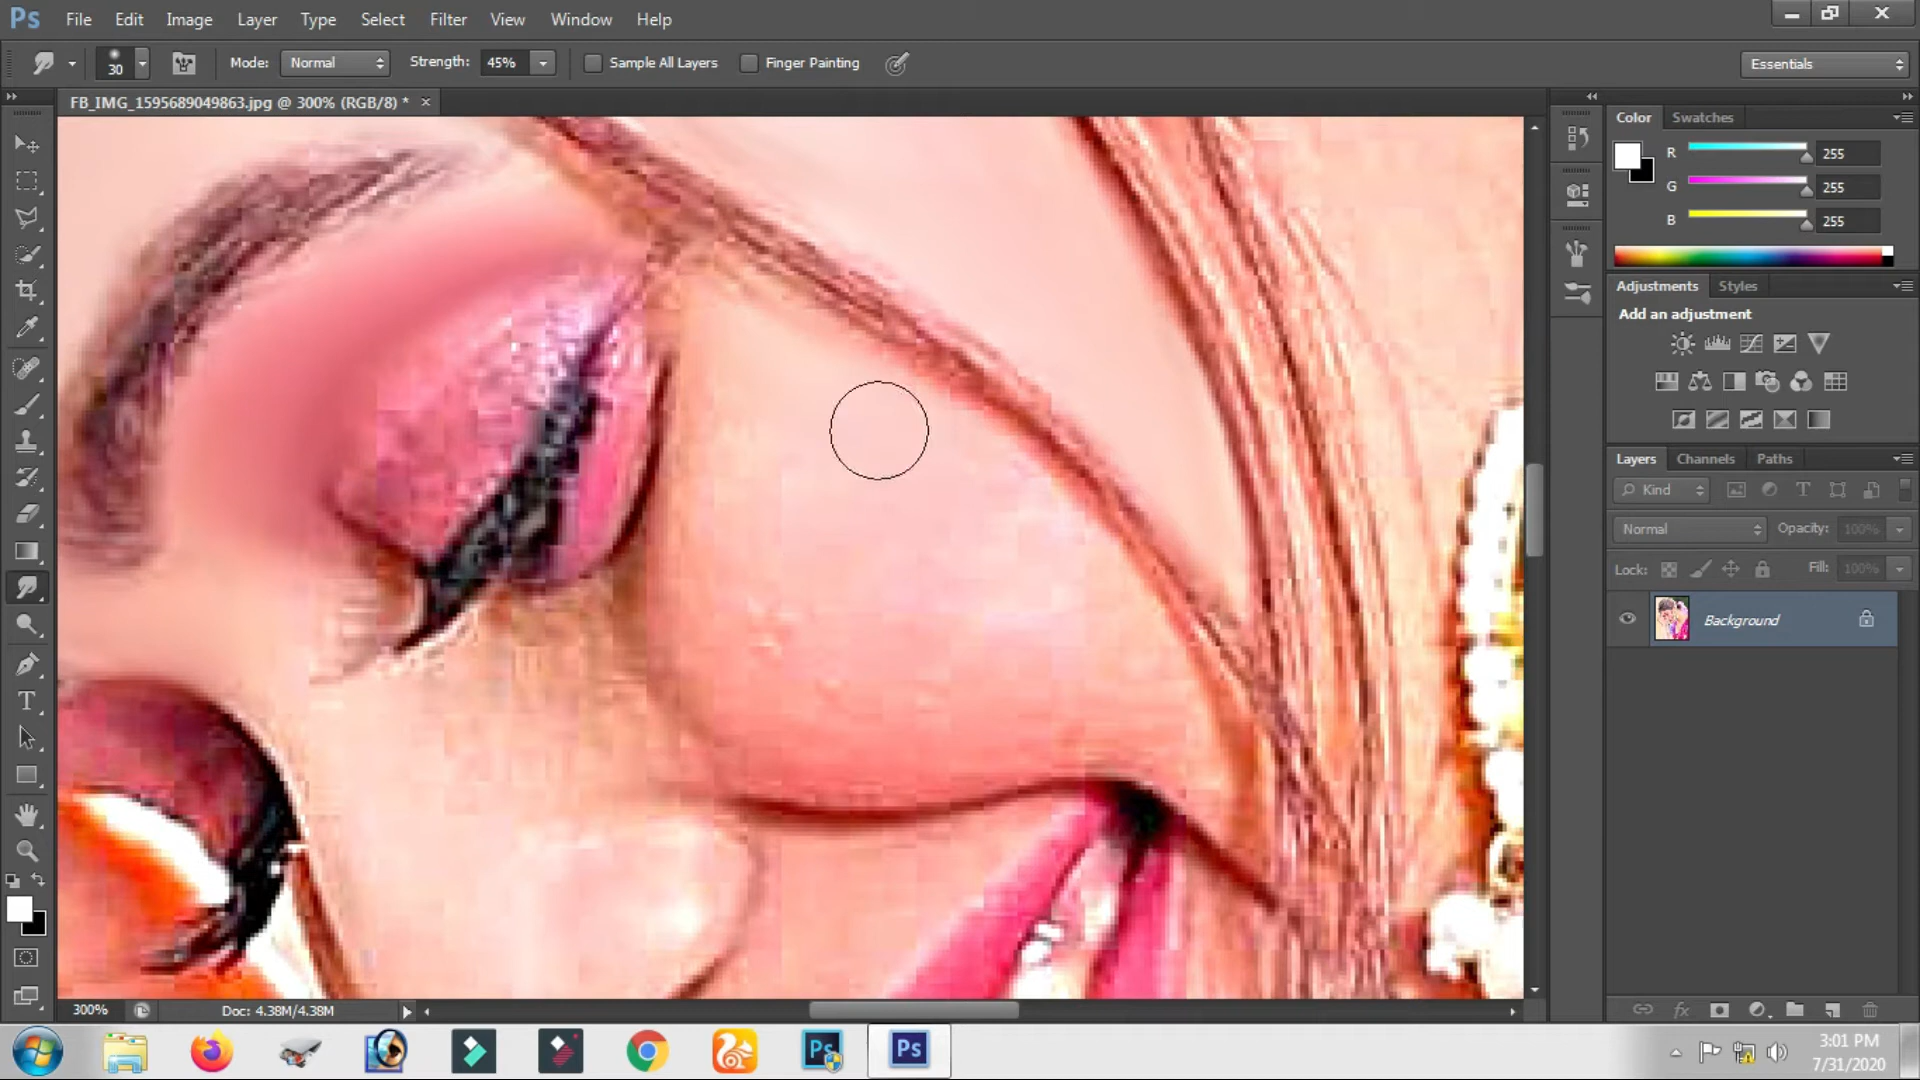 Ps File Edit Image Layer Type Select Filter View Window Help
30 Mode: Normal Strength: 45% Sample All Layers Finger Painting Essentials
FB_IMG_1595689049863.jpg @ 300% (RGB/8) * ×
Color Swatches
R 255
G 255
B 255
Adjustments Styles
Add an adjustment
Layers Channels Paths
Kind
Normal Opacity: 100%
Lock: Fill: 100%
Background
T
300% Doc: 4.38M/4.38M
Ps Ps
3:01 PM
7/31/2020